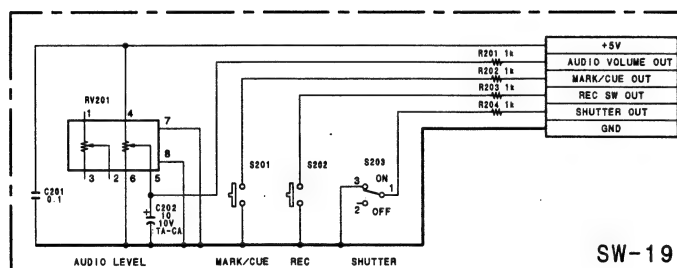 +5V
R201 1k
AUDIO VOLUME OUT
R202 1k
MARK/CUE OUT
R203 1k
REC SW OUT
R204 1k
SHUTTER OUT
GND
RV201
1
4
7
8
3
2
6
5
C201
0.1
C202
10
10V
TA-CA
S201
S202
S203
ON
3
1
2
OFF
AUDIO LEVEL
MARK/CUE
REC
SHUTTER
SW-19